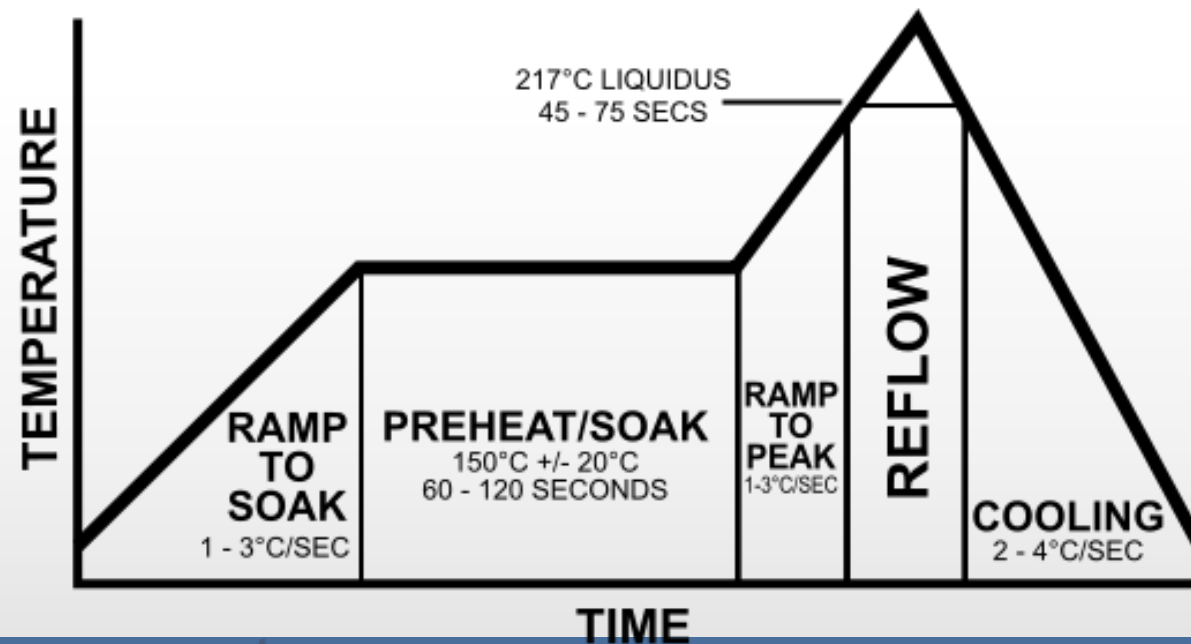 TEMPERATURE
217°C LIQUIDUS
45 - 75 SECS
RAMP
TO
SOAK
1 - 3°C/SEC
PREHEAT/SOAK
150°C +/- 20°C
60 - 120 SECONDS
RAMP
TO
PEAK
1-3°C/SEC
REFLOW
COOLING
2 - 4°C/SEC
TIME